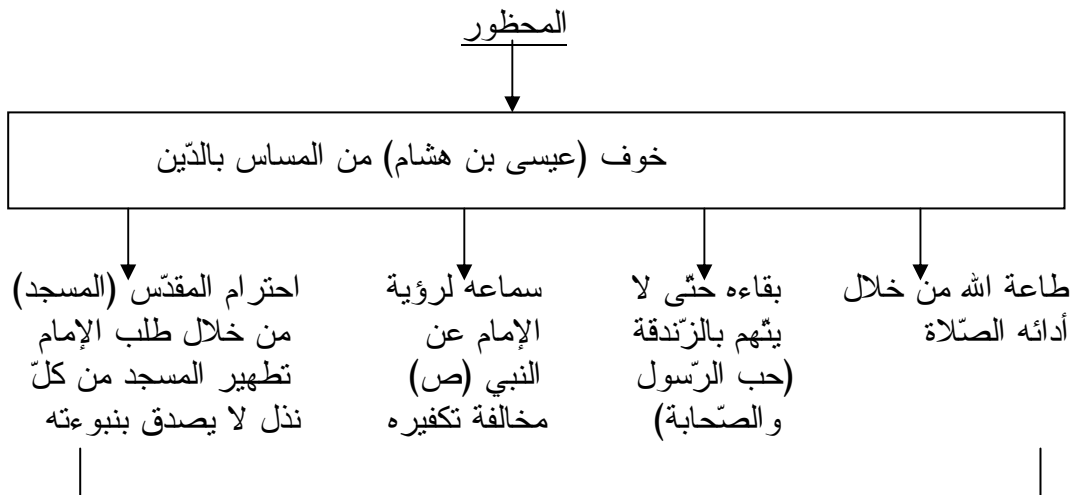 المحظور
خوف (عيسى بن هشام) من المساس بالدّين
طاعة الله من خلال
أدائه الصّلاة
بقاءه حتّى لا
يتّهم بالزّندقة
(حب الرّسول
والصّحابة)
سماعه لرؤية
الإمام عن
النبي (ص)
مخالفة تكفيره
احترام المقدّس (المسجد)
من خلال طلب الإمام
تطهير المسجد من كلّ
نذل لا يصدق بنبوءته